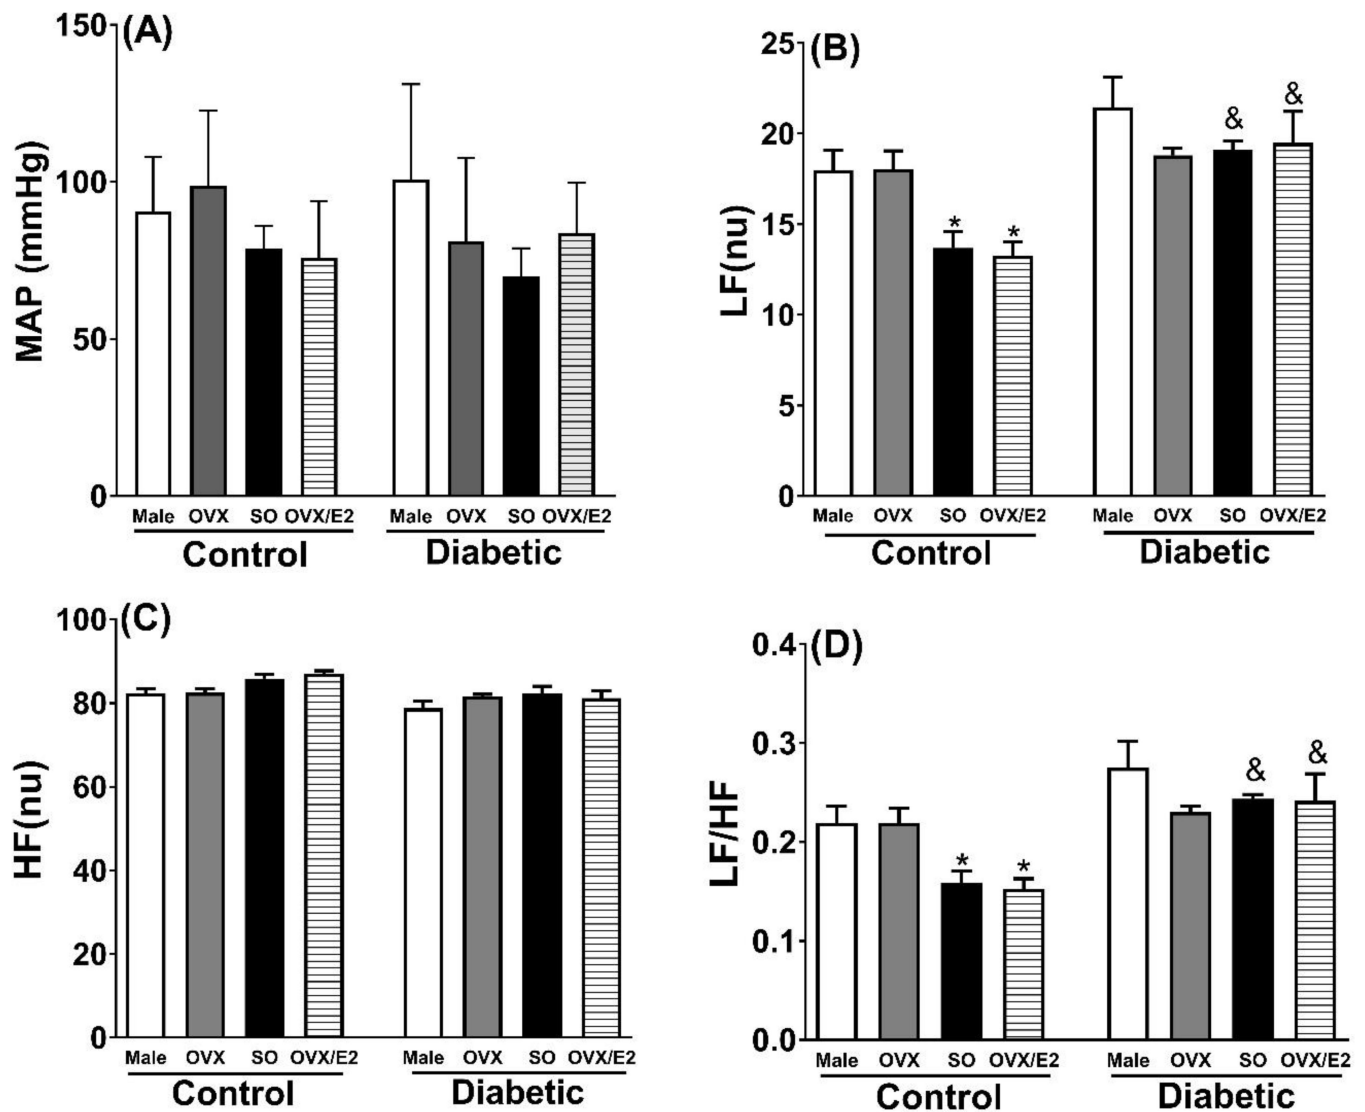 (A)
MAP (mmHg)
150
100
50
0
Male OVX SO OVX/E2 Male OVX SO OVX/E2
Control Diabetic
(B)
LF(nu)
25
20
15
10
5
0
* * & &
Male OVX SO OVX/E2 Male OVX SO OVX/E2
Control Diabetic
(C)
HF(nu)
100
80
60
40
20
0
Male OVX SO OVX/E2 Male OVX SO OVX/E2
Control Diabetic
(D)
LF/HF
0.4
0.3
0.2
0.1
0.0
* * & &
Male OVX SO OVX/E2 Male OVX SO OVX/E2
Control Diabetic